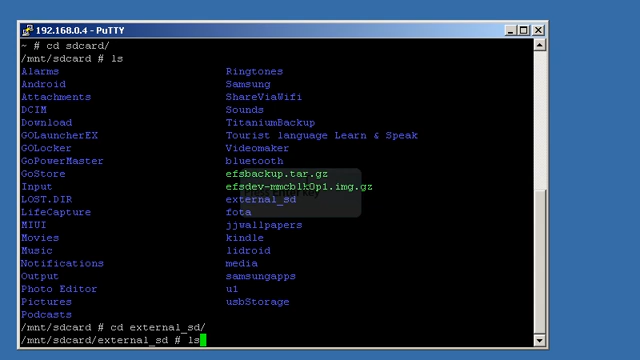 192.168.0.4 - PuTTY
~ # cd sdcard/
/mnt/sdcard # ls
Alarms Ringtones
Android Samsung
Attachments ShareViaWifi
DCIM Sounds
Download TitaniumBackup
GOLauncherEX Tourist language Learn & Speak
GOLocker Videomaker
GoPowerMaster bluetooth
GoStore efsbackup.tar.gz
Input efsdev-mmcblk0p1.img.gz
LOST.DIR external_sd
LifeCapture fota
MIUI jjwallpapers
Movies kindle
Music lidroid
Notifications media
Output samsungapps
Photo Editor u1
Pictures usbStorage
Podcasts
/mnt/sdcard # cd external_sd/
/mnt/sdcard/external_sd # ls